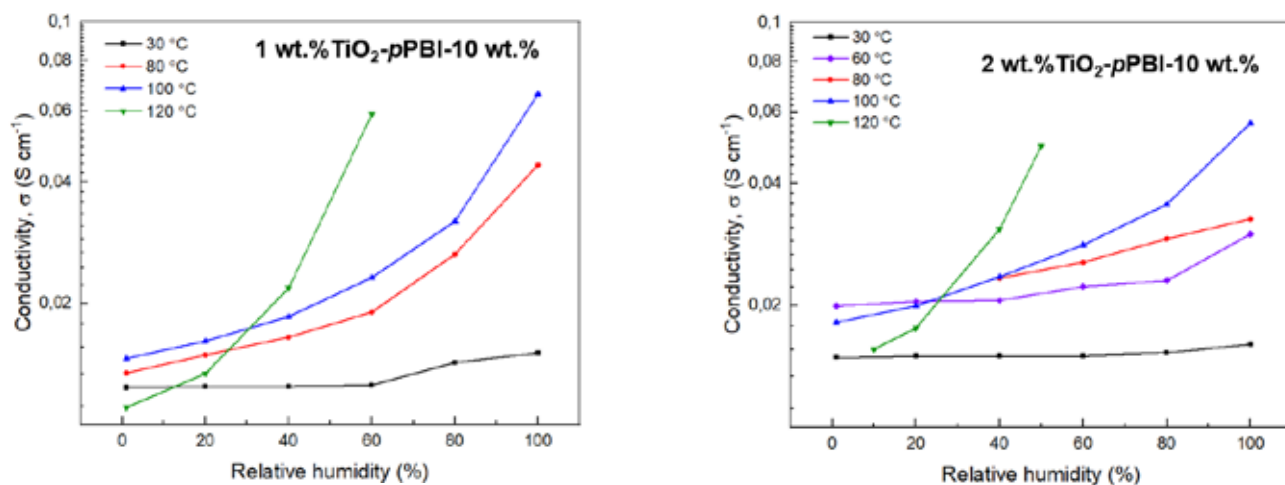 1 wt.%TiO₂-pPBI-10 wt.%
30 °C
80 °C
100 °C
120 °C
Conductivity, σ (S cm⁻¹)
0,1
0,08
0,06
0,04
0,02
0 20 40 60 80 100
Relative humidity (%)
2 wt.%TiO₂-pPBI-10 wt.%
30 °C
60 °C
80 °C
100 °C
120 °C
Conductivity, σ (S cm⁻¹)
0,1
0,08
0,06
0,04
0,02
0 20 40 60 80 100
Relative humidity (%)